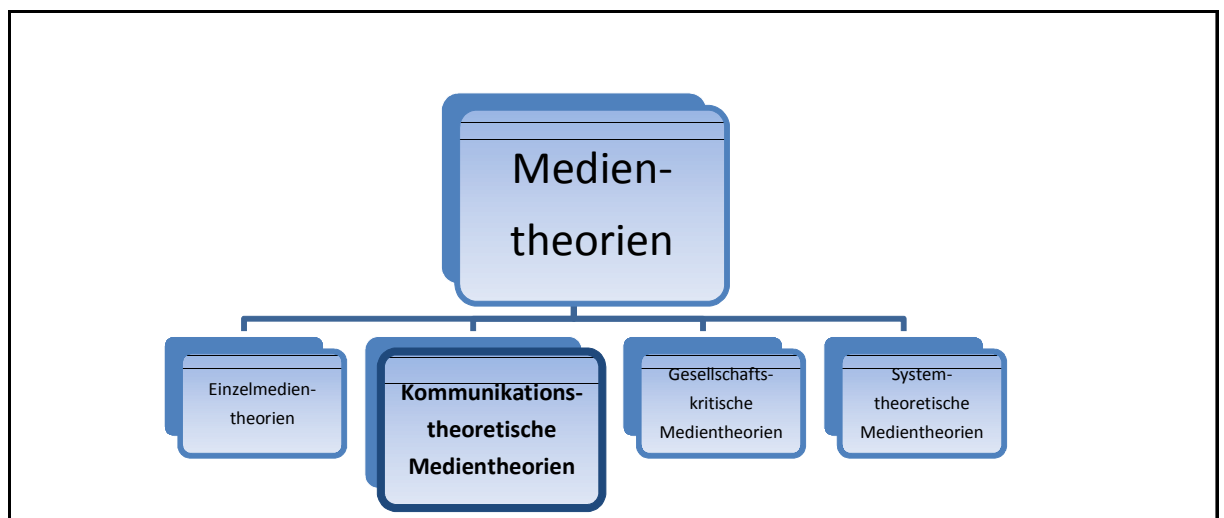 Medien-
theorien
Einzelmedien-
theorien
Kommunikations-
theoretische
Medientheorien
Gesellschafts-
kritische
Medientheorien
System-
theoretische
Medientheorien